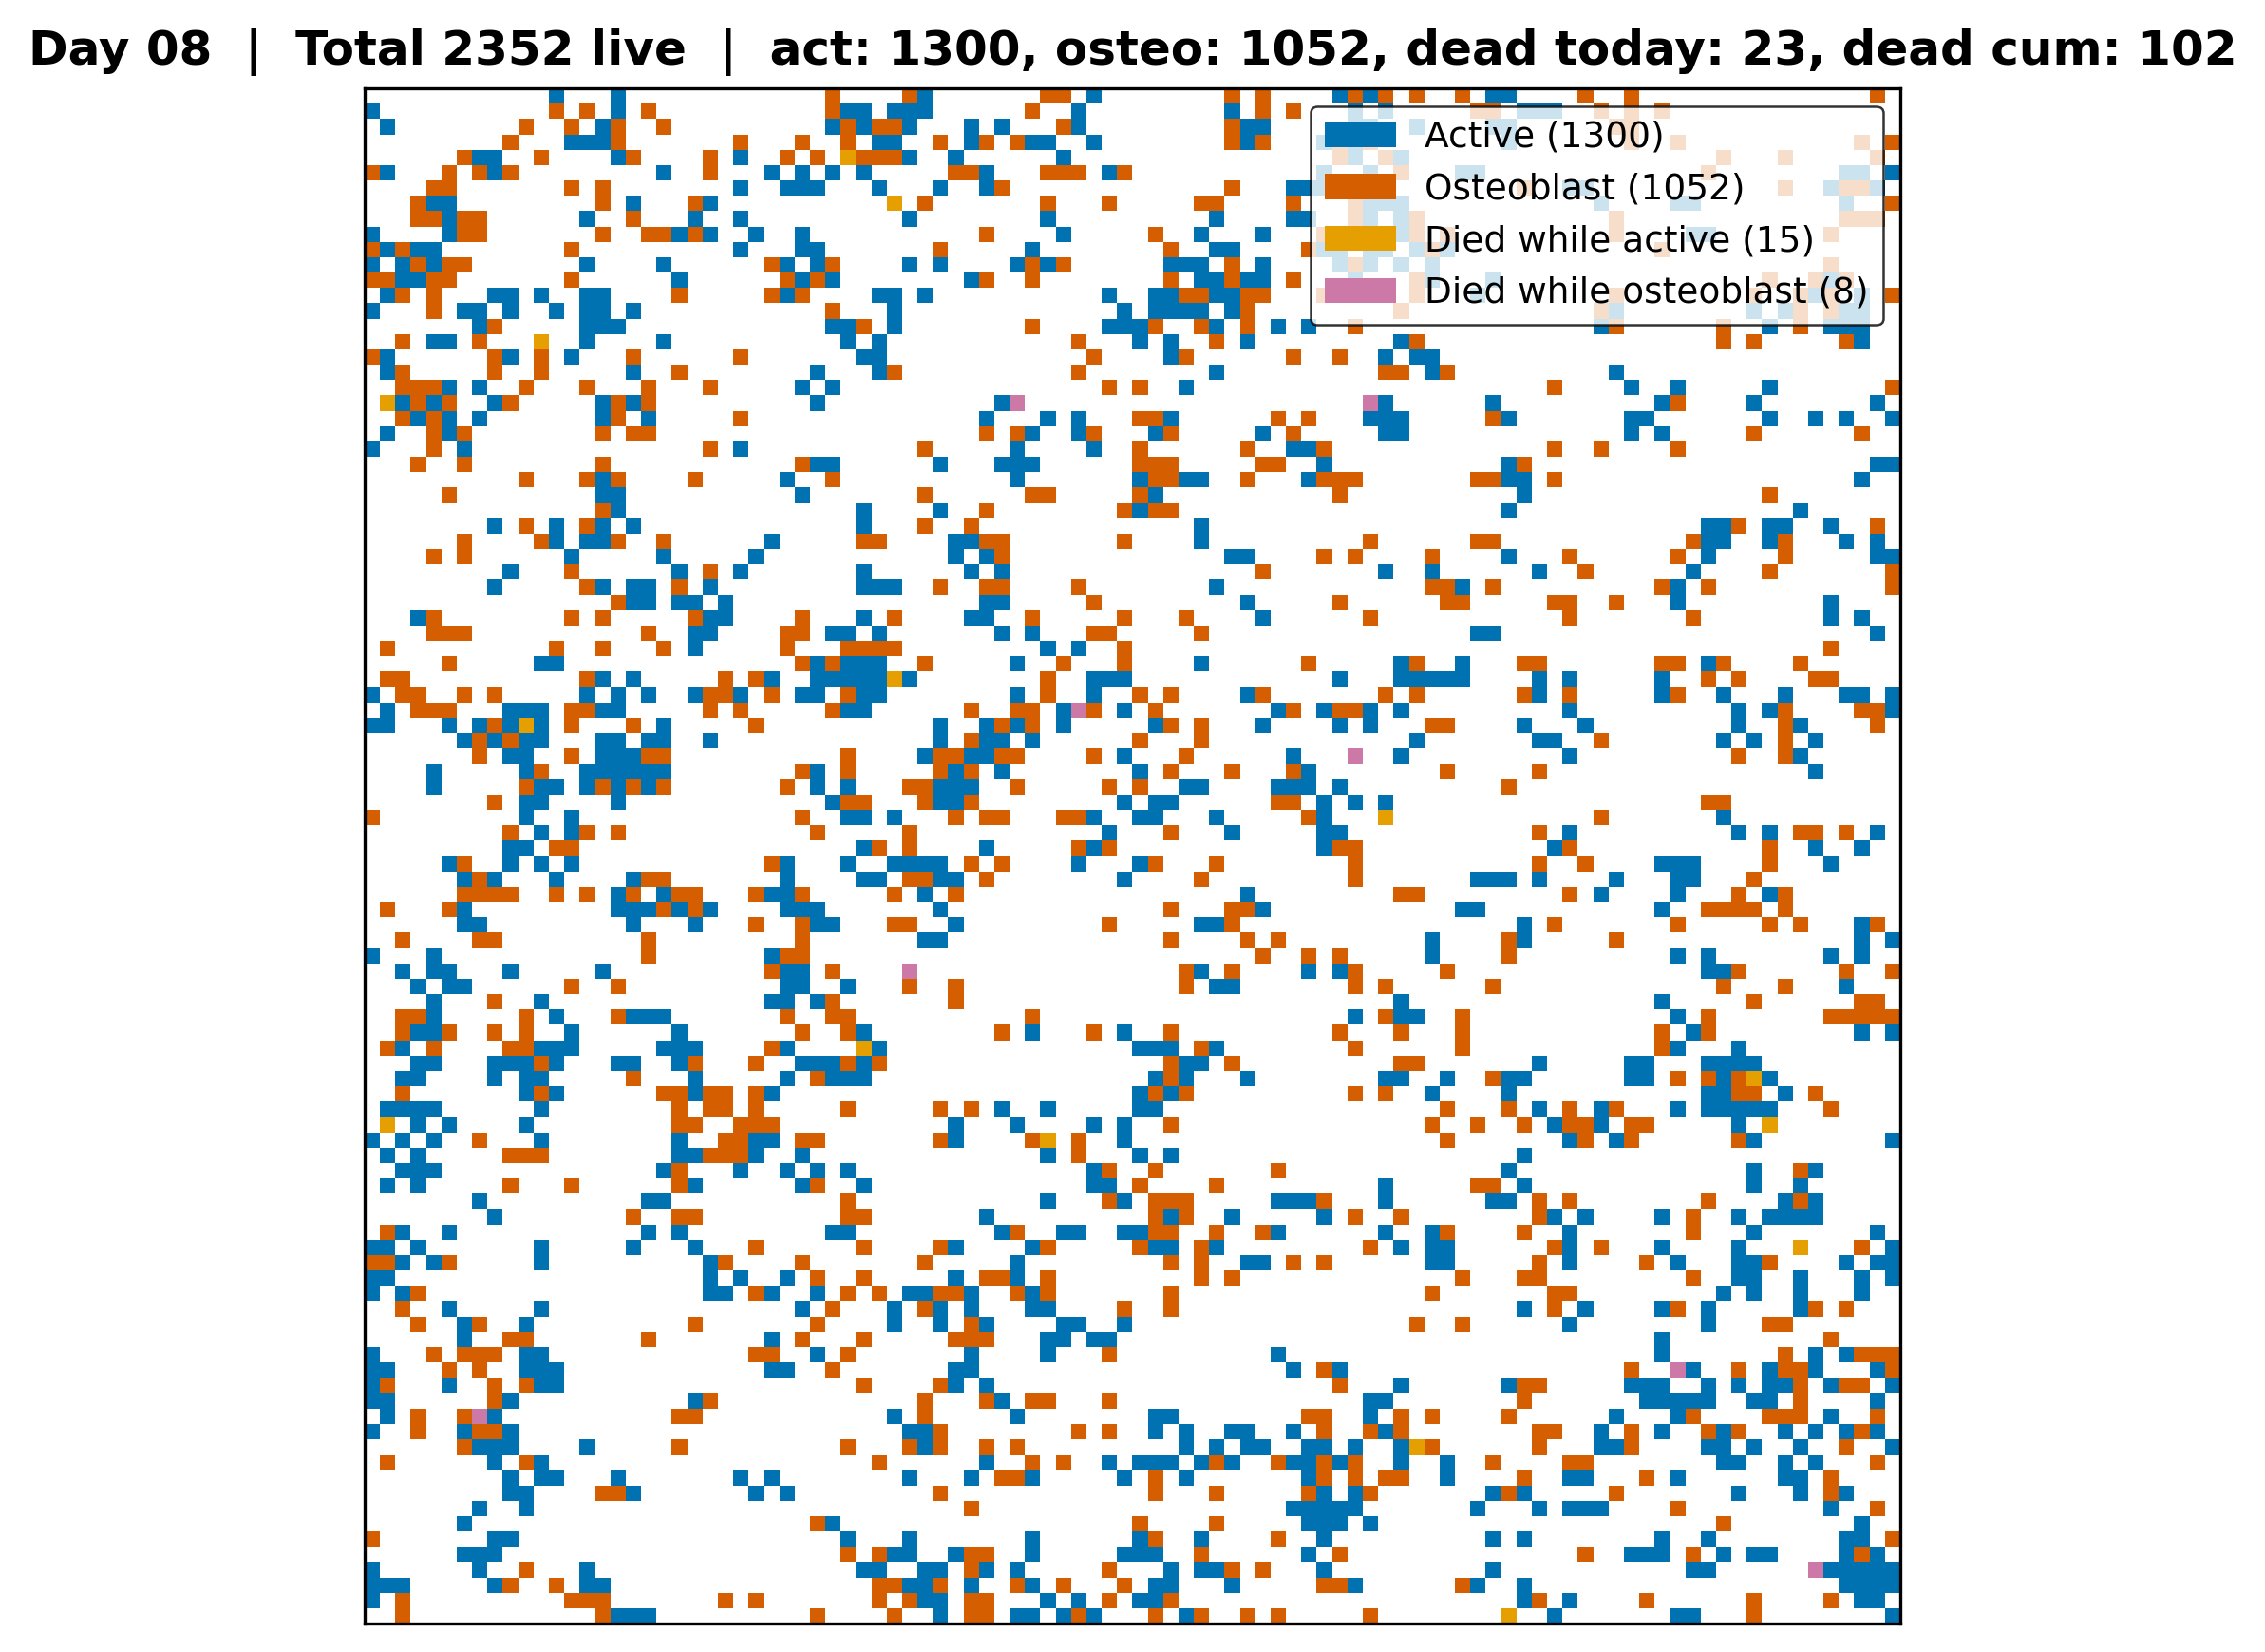 Day 08 | Total 2352 live | act: 1300, osteo: 1052, dead today: 23, dead cum: 102
Active (1300)
Osteoblast (1052)
Died while active (15)
Died while osteoblast (8)